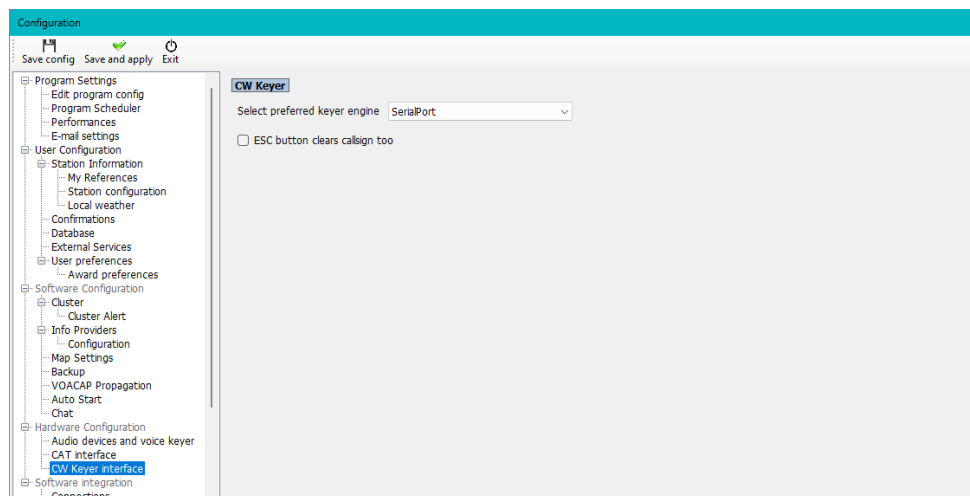 Configuration
Save config Save and apply Exit
Program Settings
Edit program config
Program Scheduler
Performances
E-mail settings
User Configuration
Station Information
My References
Station configuration
Local weather
Confirmations
Database
External Services
User preferences
Award preferences
Software Configuration
Cluster
Cluster Alert
Info Providers
Configuration
Map Settings
Backup
VOACAP Propagation
Auto Start
Chat
Hardware Configuration
Audio devices and voice keyer
CAT interface
CW Keyer interface
Software integration
Connections
CW Keyer
Select preferred keyer engine SerialPort
ESC button clears callsign too